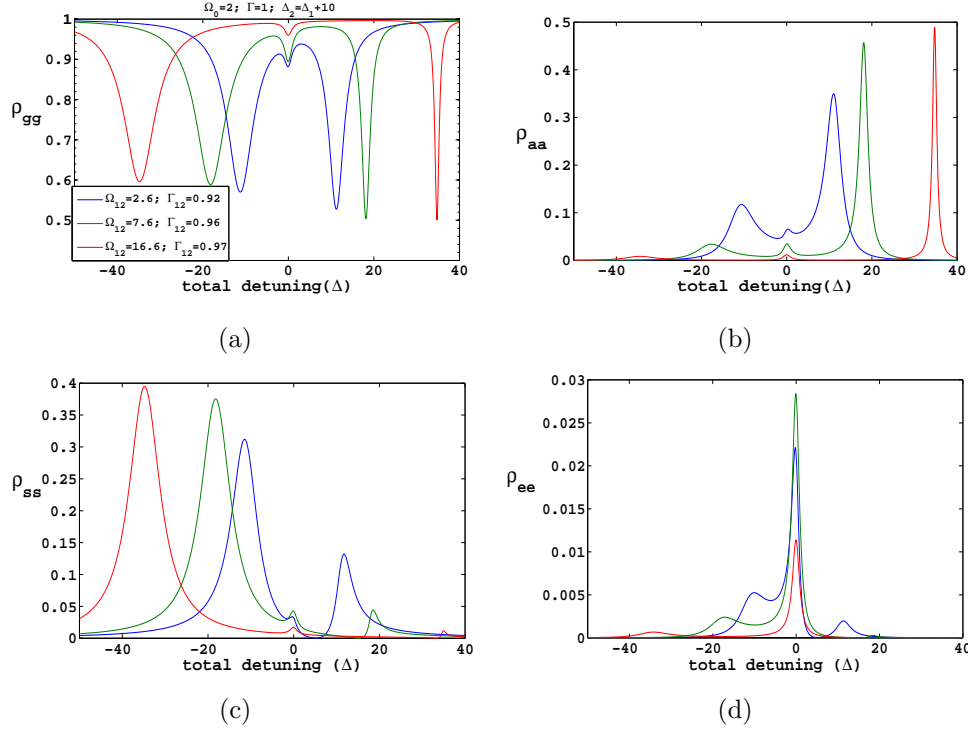 Ω₀=2; Γ=1; Δ₂=Δ₁+10
1
0.9
0.8
0.7
0.6
0.5
ρgg
Ω₁₂=2.6; Γ₁₂=0.92
Ω₁₂=7.6; Γ₁₂=0.96
Ω₁₂=16.6; Γ₁₂=0.97
−40 −20 0 20 40
total detuning(Δ)
(a)
0.5
0.4
0.3
0.2
0.1
0
ρaa
−40 −20 0 20 40
total detuning(Δ)
(b)
0.4
0.35
0.3
0.25
0.2
0.15
0.1
0.05
0
ρss
−40 −20 0 20 40
total detuning (Δ)
(c)
0.03
0.025
0.02
0.015
0.01
0.005
0
ρee
−40 −20 0 20 40
total detuning (Δ)
(d)